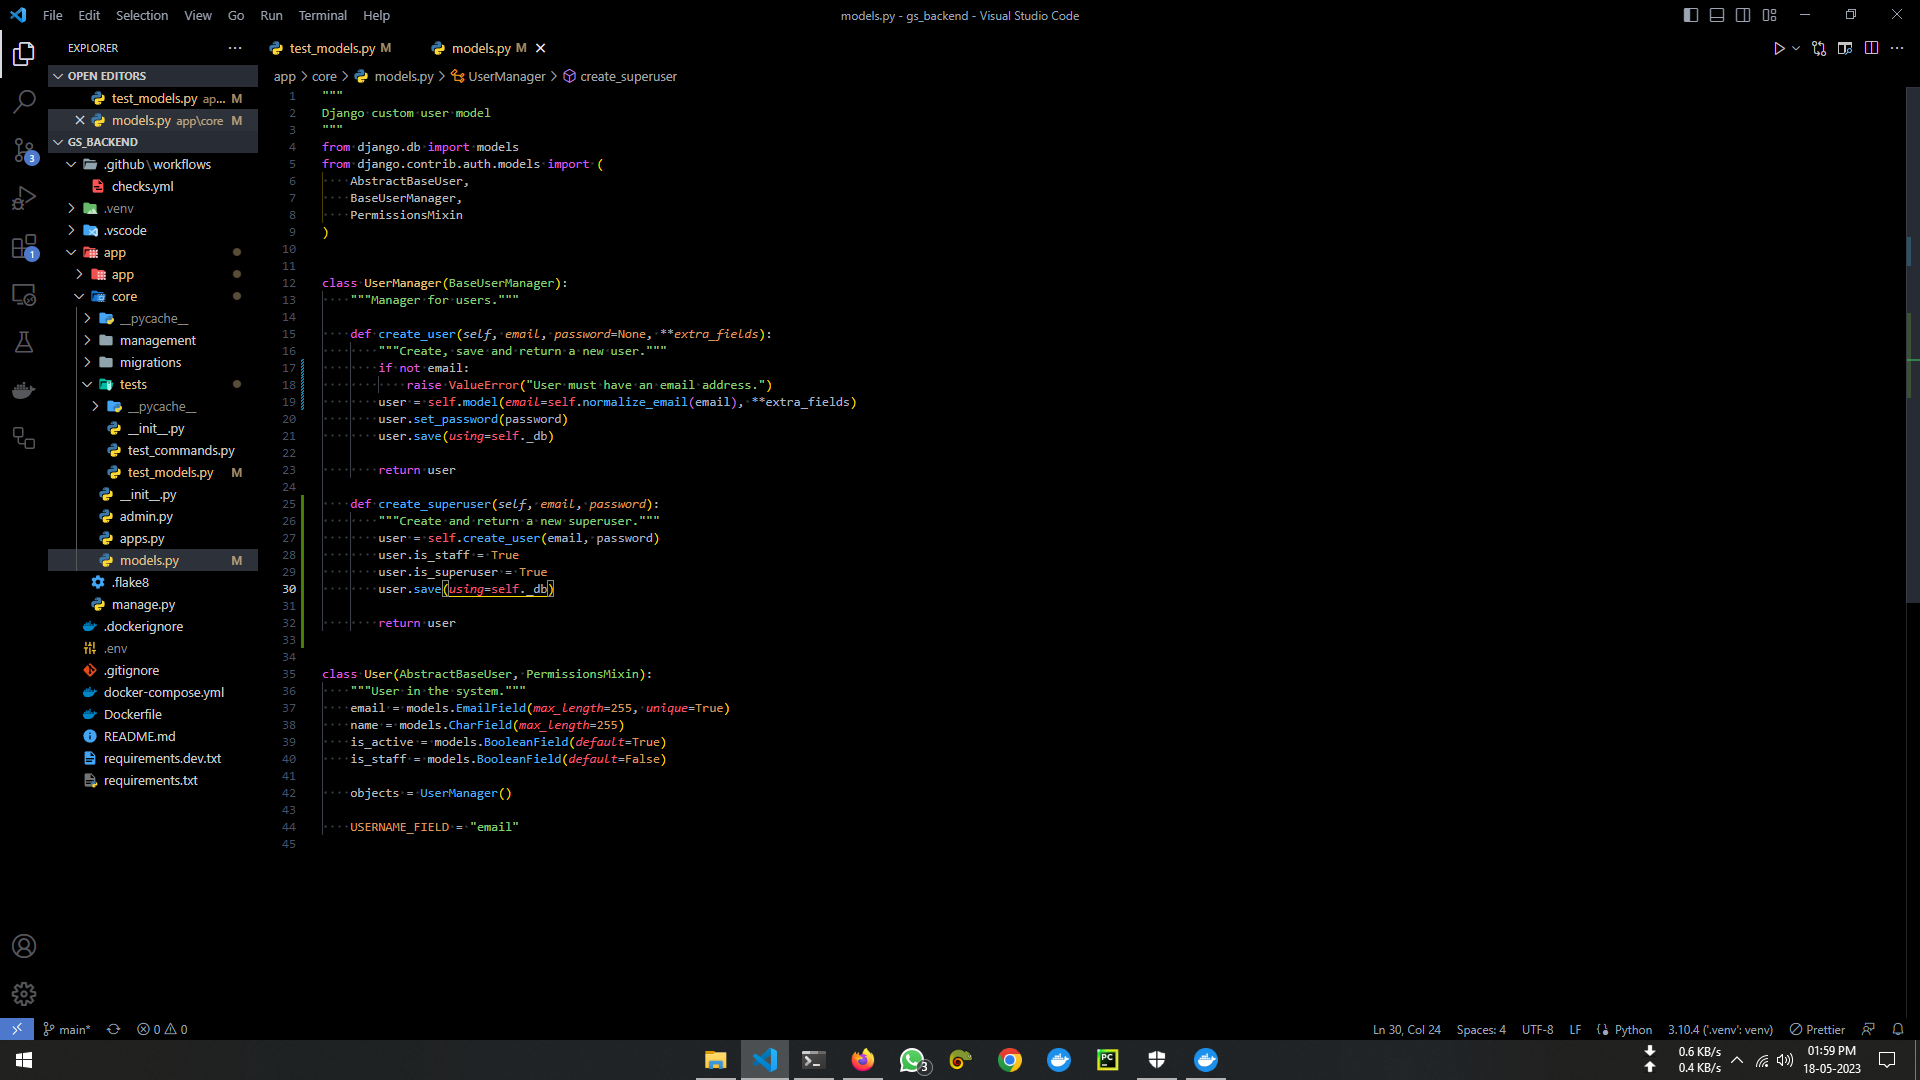 File Edit Selection View Go Run Terminal Help
models.py - gs_backend - Visual Studio Code
EXPLORER
OPEN EDITORS
test_models.py ap... M
models.py app\core M
GS_BACKEND
.github\workflows
checks.yml
.venv
.vscode
app
app
core
__pycache__
management
migrations
tests
__pycache__
__init__.py
test_commands.py
test_models.py M
__init__.py
admin.py
apps.py
models.py M
.flake8
manage.py
.dockerignore
.env
.gitignore
docker-compose.yml
Dockerfile
README.md
requirements.dev.txt
requirements.txt
3
1
test_models.py M models.py M
app > core > models.py > UserManager > create_superuser
1 """
2 Django custom user model
3 """
4 from django.db import models
5 from django.contrib.auth.models import (
6     AbstractBaseUser,
7     BaseUserManager,
8     PermissionsMixin
9 )
10
11
12 class UserManager(BaseUserManager):
13     """Manager for users."""
14
15     def create_user(self, email, password=None, **extra_fields):
16         """Create, save and return a new user."""
17         if not email:
18             raise ValueError("User must have an email address.")
19         user = self.model(email=self.normalize_email(email), **extra_fields)
20         user.set_password(password)
21         user.save(using=self._db)
22
23         return user
24
25     def create_superuser(self, email, password):
26         """Create and return a new superuser."""
27         user = self.create_user(email, password)
28         user.is_staff = True
29         user.is_superuser = True
30         user.save(using=self._db)
31
32         return user
33
34
35 class User(AbstractBaseUser, PermissionsMixin):
36     """User in the system."""
37     email = models.EmailField(max_length=255, unique=True)
38     name = models.CharField(max_length=255)
39     is_active = models.BooleanField(default=True)
40     is_staff = models.BooleanField(default=False)
41
42     objects = UserManager()
43
44     USERNAME_FIELD = "email"
45
main* 0 0 Ln 30, Col 24 Spaces: 4 UTF-8 LF Python 3.10.4 ('.venv': venv) Prettier
3
PC
0.6 KB/s
0.4 KB/s
01:59 PM
18-05-2023